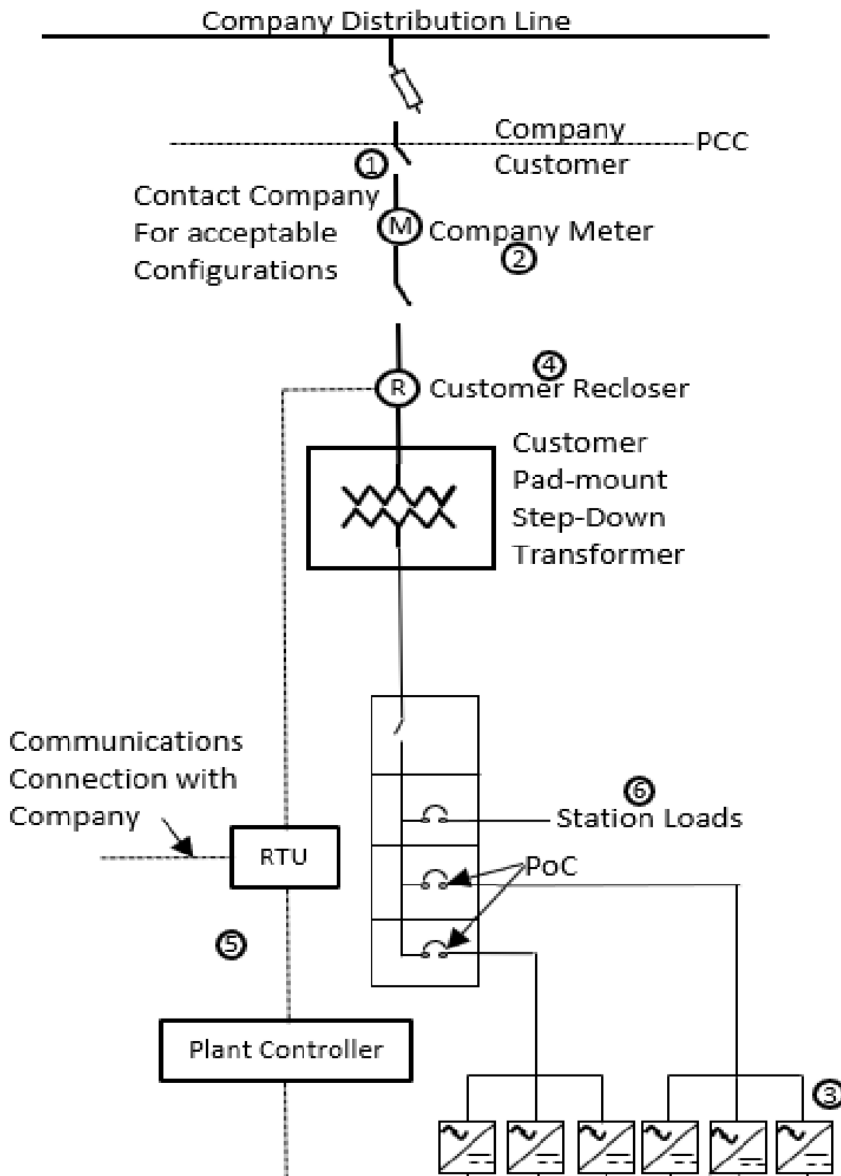 Company Distribution Line
Company
PCC
Customer
①
Contact Company
For acceptable
Configurations
M
Company Meter
②
④
R
Customer Recloser
Customer
Pad-mount
Step-Down
Transformer
Communications
Connection with
Company
RTU
⑥
Station Loads
PoC
⑤
Plant Controller
③